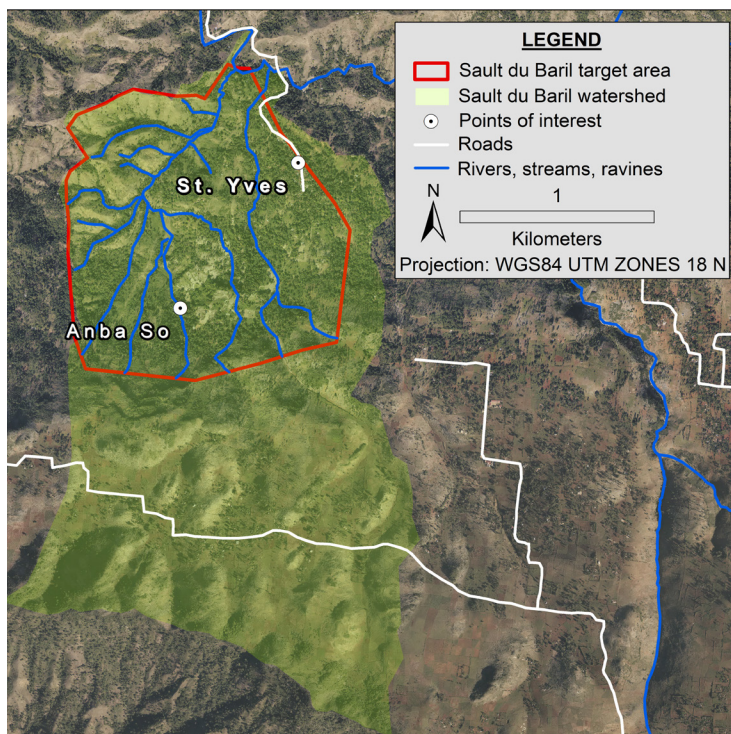 LEGEND
Sault du Baril target area
Sault du Baril watershed
Points of interest
Roads
Rivers, streams, ravines
N
1
Kilometers
Projection: WGS84 UTM ZONES 18 N
St. Yves
Anba So